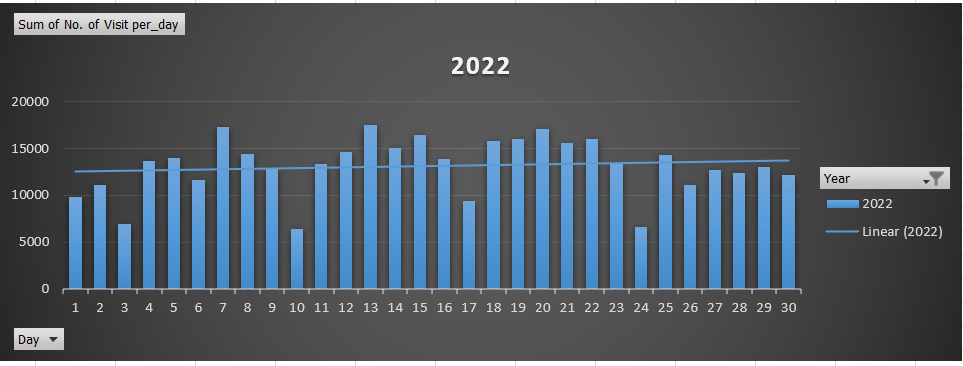 Sum of No. of Visit per_day
2022
20000
15000
10000
5000
0
1 2 3 4 5 6 7 8 9 10 11 12 13 14 15 16 17 18 19 20 21 22 23 24 25 26 27 28 29 30
Year
2022
Linear (2022)
Day